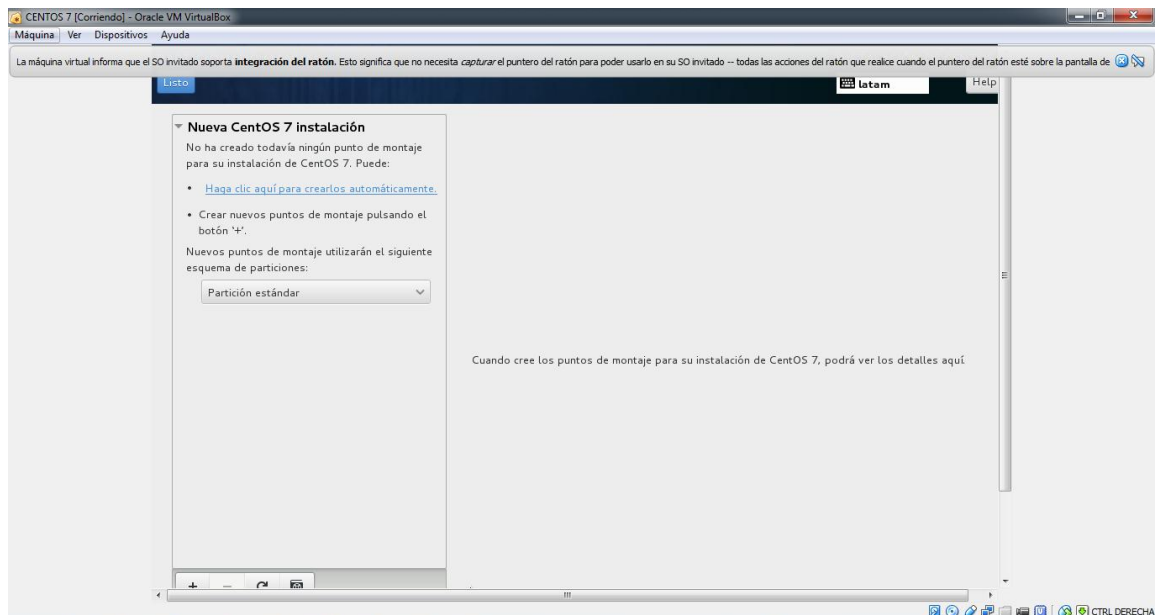 CENTOS 7 [Corriendo] - Oracle VM VirtualBox
Máquina Ver Dispositivos Ayuda
La máquina virtual informa que el SO invitado soporta integración del ratón. Esto significa que no necesita capturar el puntero del ratón para poder usarlo en su SO invitado -- todas las acciones del ratón que realice cuando el puntero del ratón esté sobre la pantalla de
Listo
latam
Help
Nueva CentOS 7 instalación
No ha creado todavía ningún punto de montaje
para su instalación de CentOS 7. Puede:
• Haga clic aquí para crearlos automáticamente.
• Crear nuevos puntos de montaje pulsando el
botón '+'.
Nuevos puntos de montaje utilizarán el siguiente
esquema de particiones:
Partición estándar
Cuando cree los puntos de montaje para su instalación de CentOS 7, podrá ver los detalles aquí
CTRL DERECHA